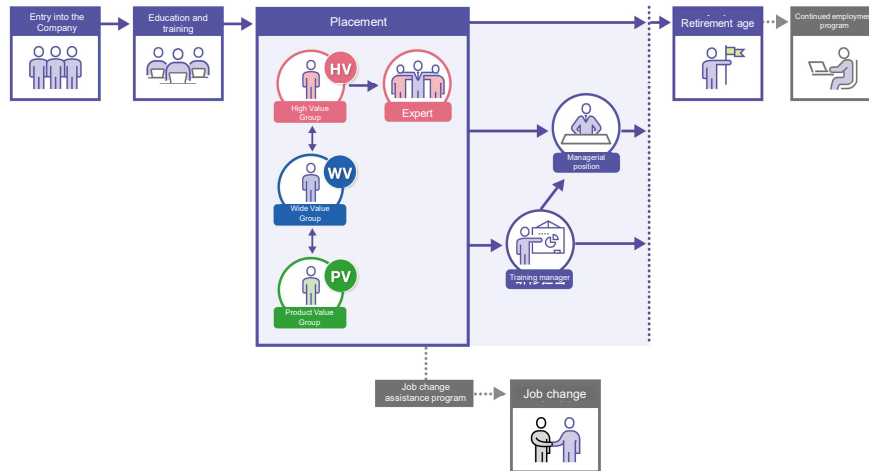 Entry into the
Company
Education and
training
Placement
Retirement age
Continued employment
program
HV
High Value
Group
Expert
WV
Wide Value
Group
PV
Product Value
Group
Managerial
position
Training manager
Job change
assistance program
Job change